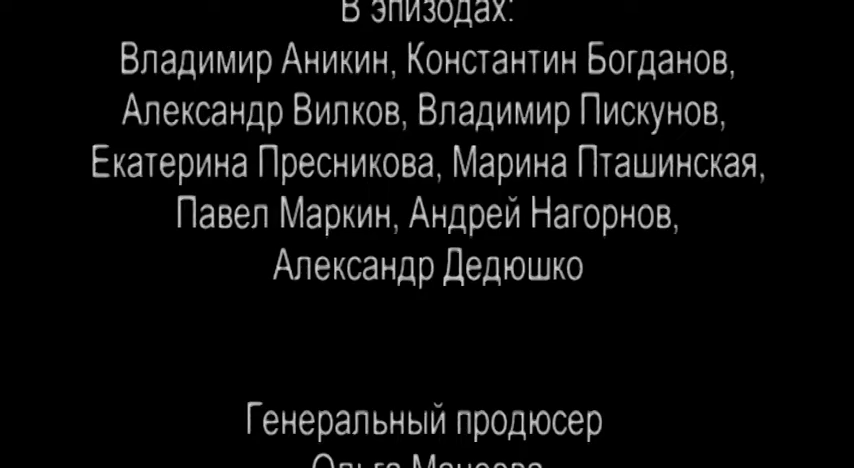 В эпизодах:
Владимир Аникин, Константин Богданов,
Александр Вилков, Владимир Пискунов,
Екатерина Пресникова, Марина Пташинская,
Павел Маркин, Андрей Нагорнов,
Александр Дедюшко
Генеральный продюсер
Ольга